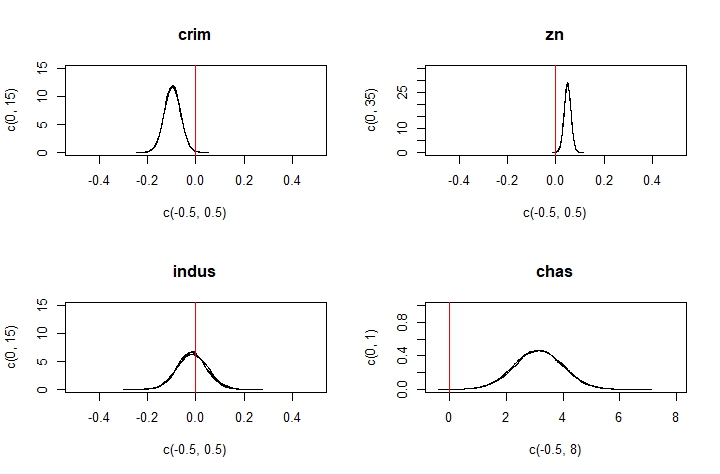 crim
c(0, 15)
15
10
5
0
-0.4 -0.2 0.0 0.2 0.4
c(-0.5, 0.5)
zn
c(0, 35)
25
10
0
-0.4 -0.2 0.0 0.2 0.4
c(-0.5, 0.5)
indus
c(0, 15)
15
10
5
0
-0.4 -0.2 0.0 0.2 0.4
c(-0.5, 0.5)
chas
c(0, 1)
0.8
0.4
0.0
0 2 4 6 8
c(-0.5, 8)